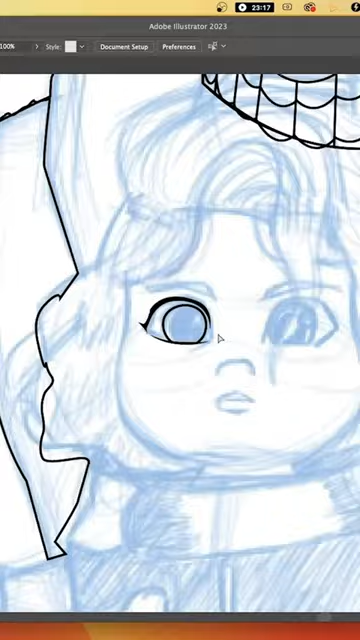 23:17
Adobe Illustrator 2023
100%
Style:
Document Setup
Preferences